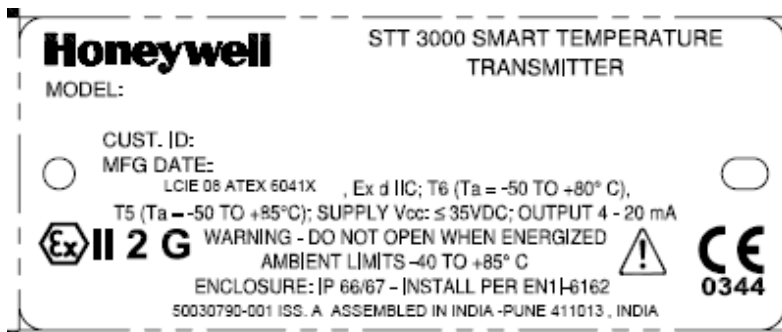 Honeywell
STT 3000 SMART TEMPERATURE
TRANSMITTER
MODEL:
CUST. ID:
MFG DATE:
LCIE 08 ATEX 6041X , Ex d IIC; T6 (Ta = -50 TO +80° C),
T5 (Ta = -50 TO +85°C); SUPPLY Vcc: ≤ 35VDC; OUTPUT 4 - 20 mA
Ex II 2 G
WARNING - DO NOT OPEN WHEN ENERGIZED
AMBIENT LIMITS -40 TO +85° C
ENCLOSURE: IP 66/67 - INSTALL PER EN1I-6162
CE
0344
50030790-001 ISS. A ASSEMBLED IN INDIA -PUNE 411013 , INDIA